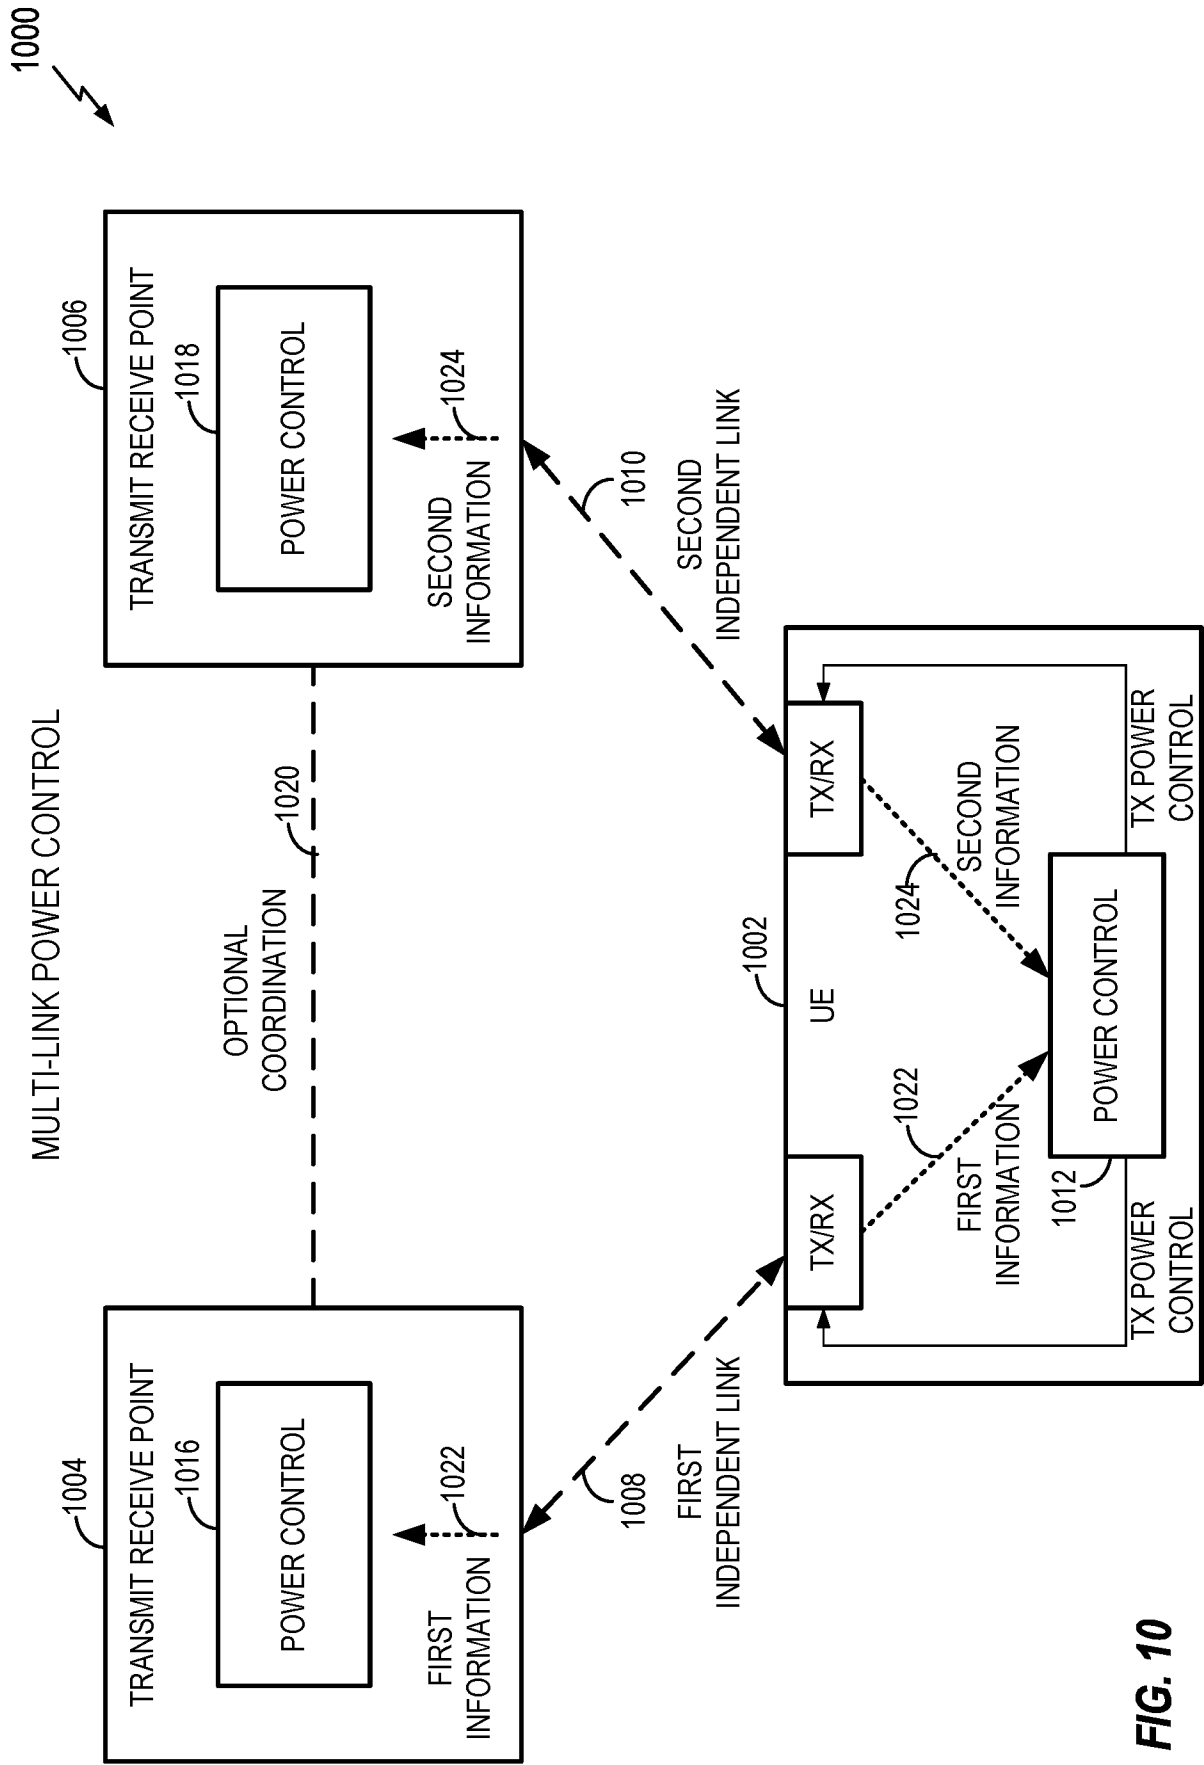 1000
MULTI-LINK POWER CONTROL
1004
TRANSMIT RECEIVE POINT
1016
POWER CONTROL
FIRST
INFORMATION
1022
OPTIONAL
COORDINATION
1020
1006
TRANSMIT RECEIVE POINT
1018
POWER CONTROL
SECOND
INFORMATION
1024
1008
FIRST
INDEPENDENT LINK
1010
SECOND
INDEPENDENT LINK
1002
UE
TX/RX
TX/RX
1022
FIRST
INFORMATION
1024
SECOND
INFORMATION
1012
POWER CONTROL
TX POWER
CONTROL
TX POWER
CONTROL
FIG. 10